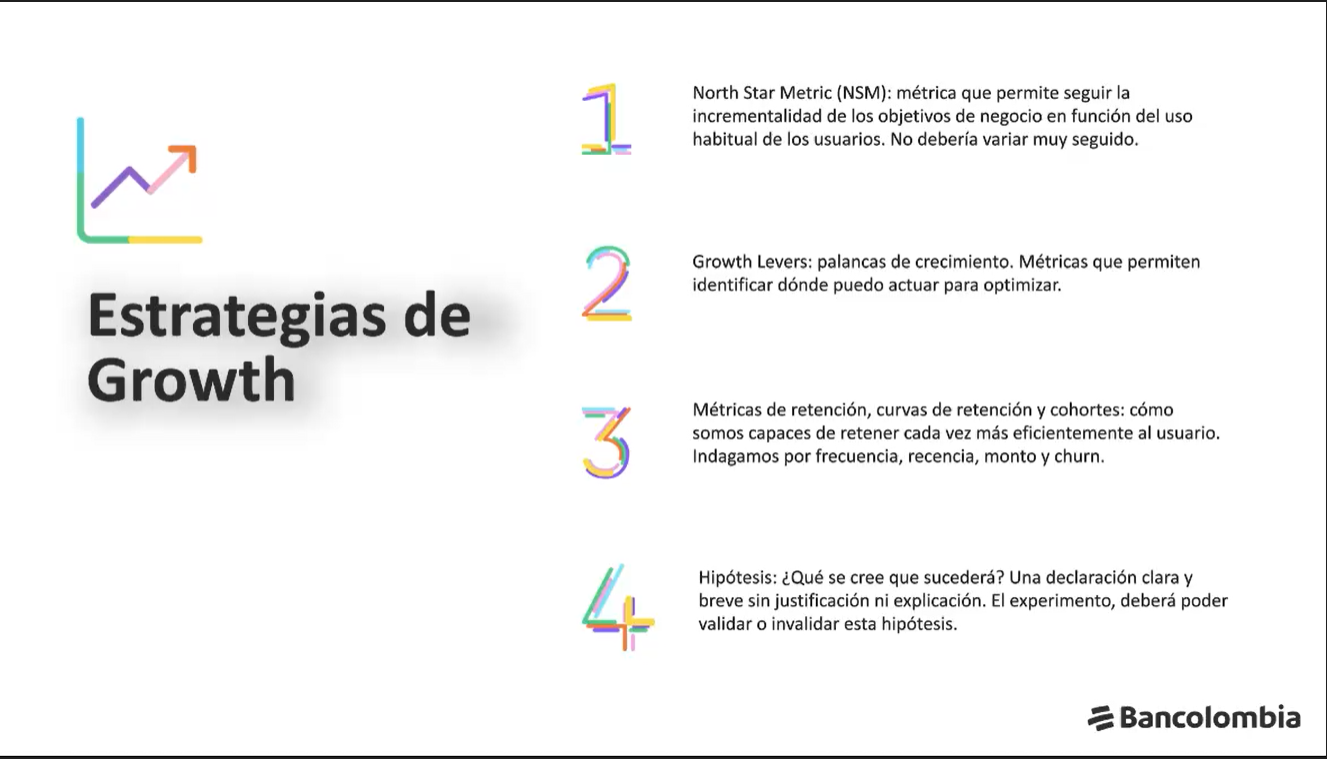 Estrategias de
Growth
1
North Star Metric (NSM): métrica que permite seguir la
incrementalidad de los objetivos de negocio en función del uso
habitual de los usuarios. No debería variar muy seguido.
2
Growth Levers: palancas de crecimiento. Métricas que permiten
identificar dónde puedo actuar para optimizar.
3
Métricas de retención, curvas de retención y cohortes: cómo
somos capaces de retener cada vez más eficientemente al usuario.
Indagamos por frecuencia, recencia, monto y churn.
4
Hipótesis: ¿Qué se cree que sucederá? Una declaración clara y
breve sin justificación ni explicación. El experimento, deberá poder
validar o invalidar esta hipótesis.
Bancolombia